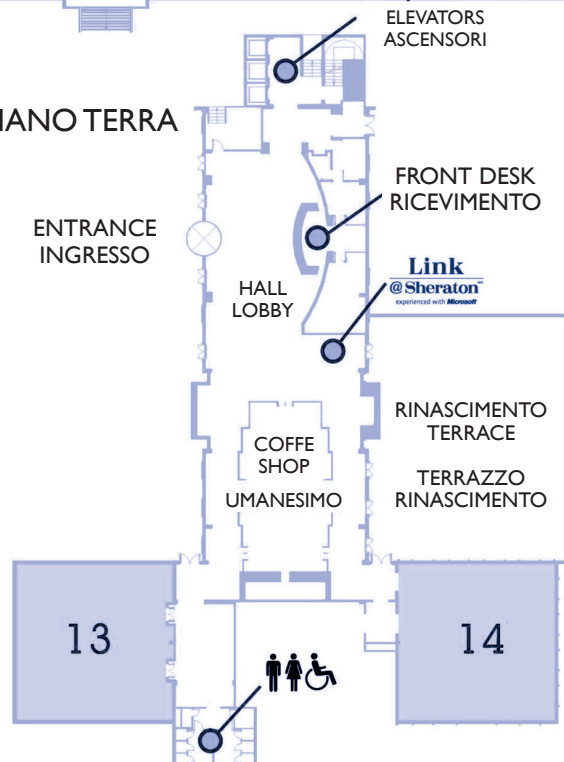 ELEVATORS
ASCENSORI
IANO TERRA
FRONT DESK
RICEVIMENTO
ENTRANCE
INGRESSO
Link
@Sheraton™
experienced with Microsoft
HALL
LOBBY
RINASCIMENTO
TERRACE
COFFE
SHOP
TERRAZZO
RINASCIMENTO
UMANESIMO
13
14